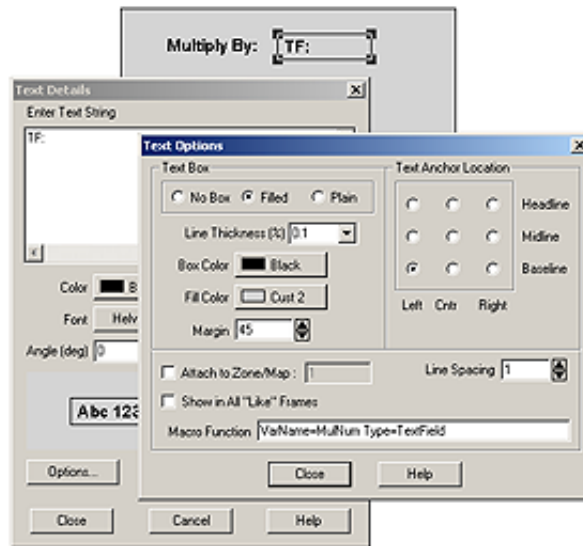 Multiply By: TF:
Text Details
Enter Text String
TF:
Color B
Font Helv
Angle (deg) 0
Abc 123
Options...
Close Cancel Help
Text Options
Text Box
No Box Filled Plain
Line Thickness (%) 0.1
Box Color Black
Fill Color Cust 2
Margin 45
Text Anchor Location
Headline
Midline
Baseline
Left Cntr Right
Attach to Zone/Map : 1
Line Spacing 1
Show in All "Like" Frames
Macro Function VarName=MulNum Type=TextField
Close Help